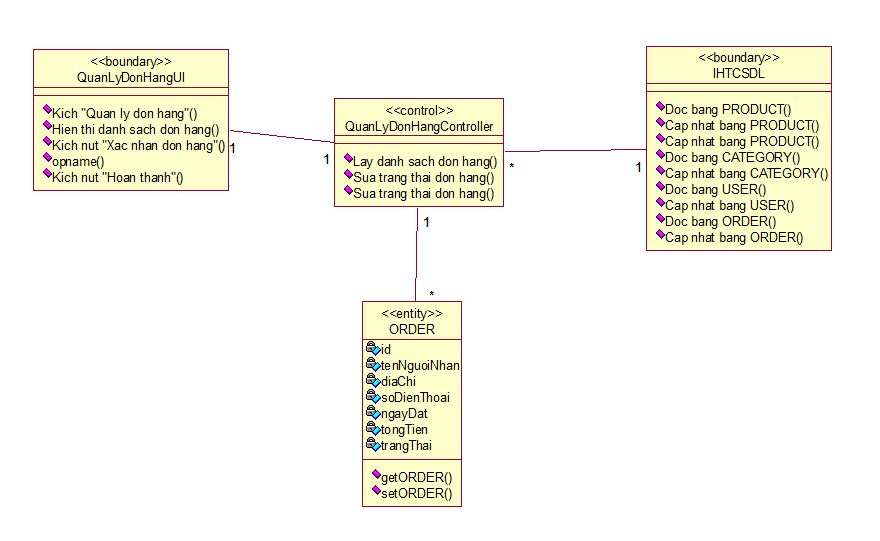 <<boundary>>
QuanLyDonHangUI
Kich "Quan ly don hang"()
Hien thi danh sach don hang()
Kich nut "Xac nhan don hang"()
opname()
Kich nut "Hoan thanh"()
1
1
<<control>>
QuanLyDonHangController
Lay danh sach don hang()
Sua trang thai don hang()
Sua trang thai don hang()
*
1
<<boundary>>
IHTCSDL
Doc bang PRODUCT()
Cap nhat bang PRODUCT()
Cap nhat bang PRODUCT()
Doc bang CATEGORY()
Cap nhat bang CATEGORY()
Doc bang USER()
Cap nhat bang USER()
Doc bang ORDER()
Cap nhat bang ORDER()
1
*
<<entity>>
ORDER
id
tenNguoiNhan
diaChi
soDienThoai
ngayDat
tongTien
trangThai
getORDER()
setORDER()